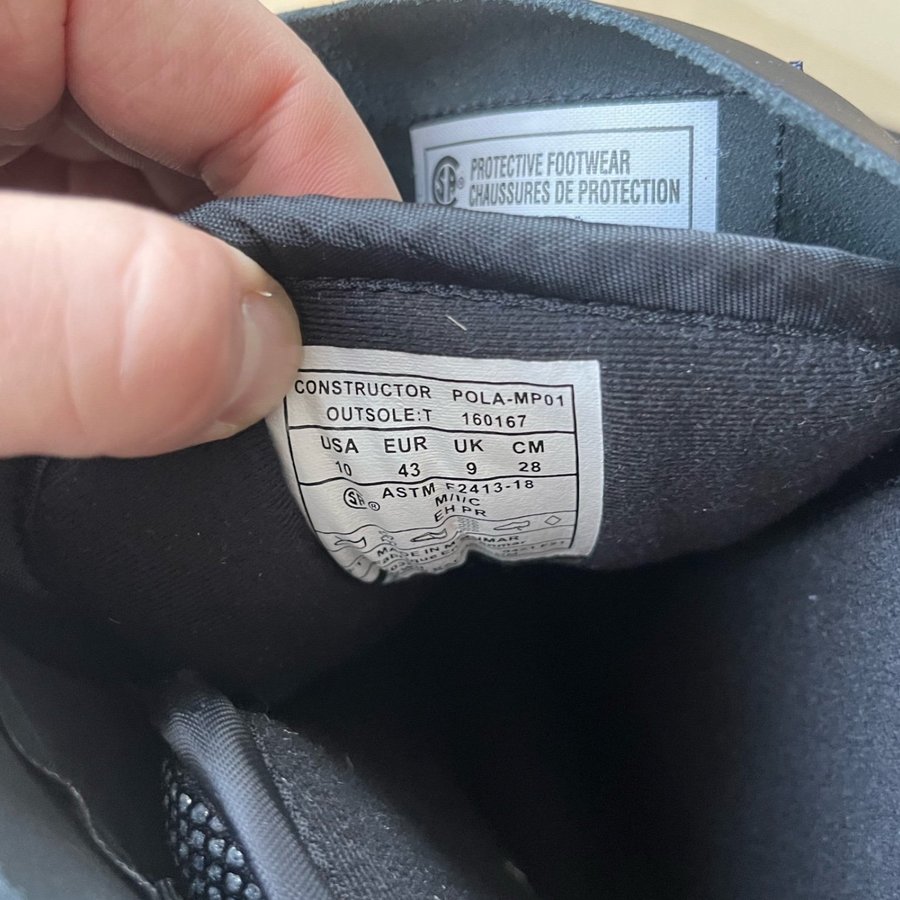 PROTECTIVE FOOTWEAR
CHAUSSURES DE PROTECTION
CONSTRUCTOR POLA-MP01
OUTSOLE:T 160167
USA EUR UK CM
10 43 9 28
ASTM F2413-18
M/I/C
EH PR